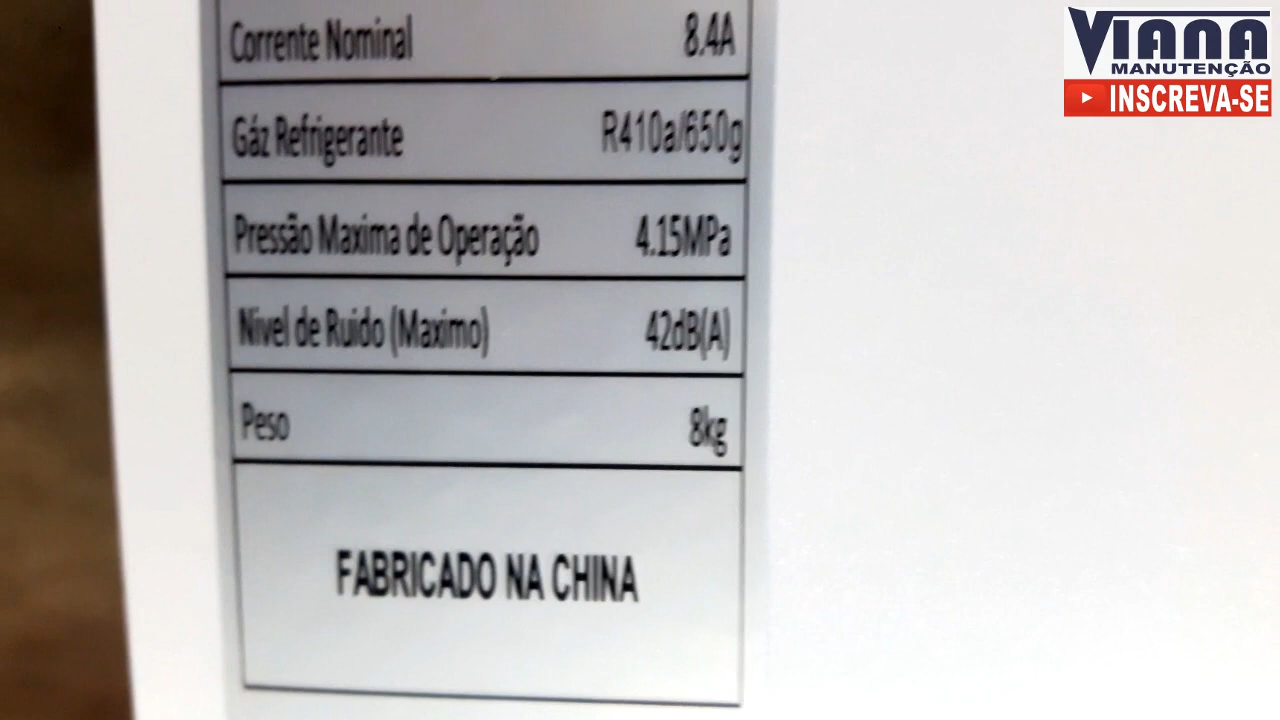 Corrente Nominal 8.4A
Gáz Refrigerante R410a/650g
Pressão Maxima de Operação 4.15MPa
Nivel de Ruido (Maximo) 42dB(A)
Peso 8kg
FABRICADO NA CHINA
VIANA
MANUTENÇÃO
INSCREVA-SE